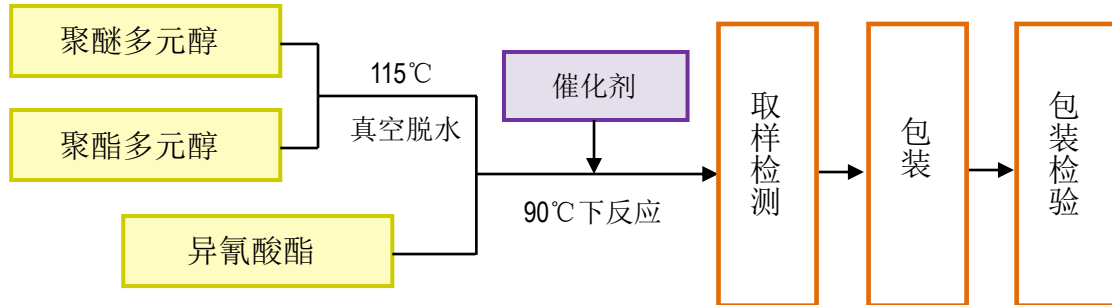 聚醚多元醇
聚酯多元醇
115℃
真空脱水
异氰酸酯
催化剂
90℃下反应
取样检测
包装
包装检验